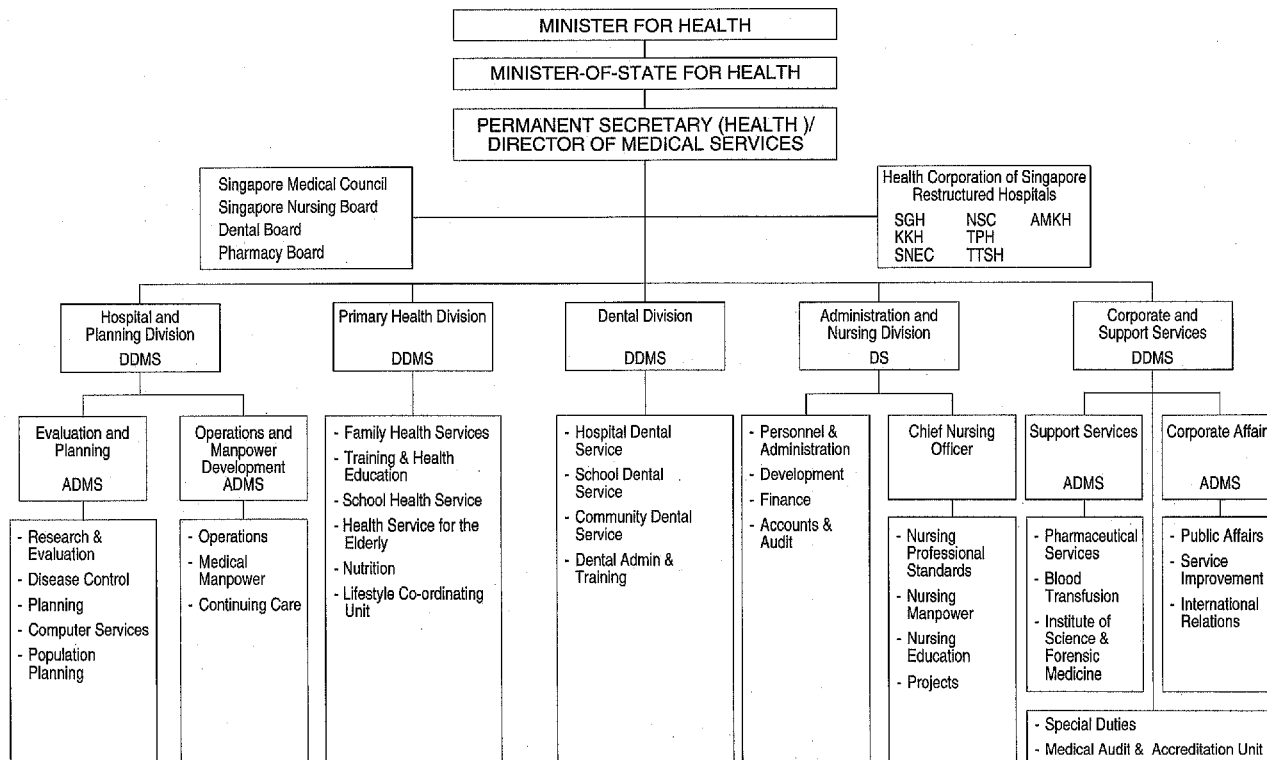 MINISTER FOR HEALTH
MINISTER-OF-STATE FOR HEALTH
PERMANENT SECRETARY (HEALTH )/
DIRECTOR OF MEDICAL SERVICES
Singapore Medical Council
Singapore Nursing Board
Dental Board
Pharmacy Board
Health Corporation of Singapore
Restructured Hospitals
SGH NSC AMKH
KKH TPH
SNEC TTSH
Hospital and
Planning Division
DDMS
Primary Health Division
DDMS
Dental Division
DDMS
Administration and
Nursing Division
DS
Corporate and
Support Services
DDMS
Evaluation and
Planning
ADMS
- Research &
Evaluation
- Disease Control
- Planning
- Computer Services
- Population
Planning
Operations and
Manpower
Development
ADMS
- Operations
- Medical
Manpower
- Continuing Care
- Family Health Services
- Training & Health
Education
- School Health Service
- Health Service for the
Elderly
- Nutrition
- Lifestyle Co-ordinating
Unit
- Hospital Dental
Service
- School Dental
Service
- Community Dental
Service
- Dental Admin &
Training
- Personnel &
Administration
- Development
- Finance
- Accounts &
Audit
Chief Nursing
Officer
- Nursing
Professional
Standards
- Nursing
Manpower
- Nursing
Education
- Projects
Support Services
ADMS
- Pharmaceutical
Services
- Blood
Transfusion
- Institute of
Science &
Forensic
Medicine
Corporate Affair
ADMS
- Public Affairs
- Service
Improvement
- International
Relations
- Special Duties
- Medical Audit & Accreditation Unit